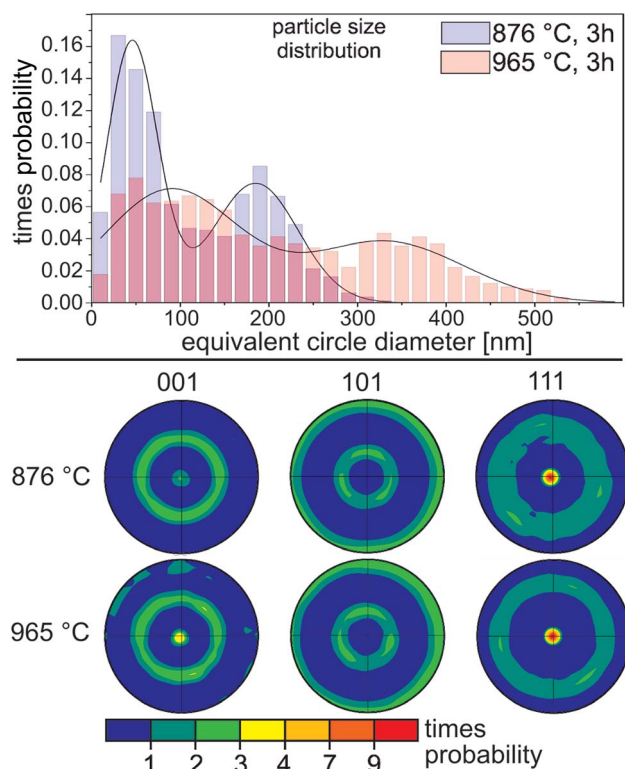 particle size
distribution
876 °C, 3h
965 °C, 3h
times probability
0.16
0.14
0.12
0.10
0.08
0.06
0.04
0.02
0.00
0 100 200 300 400 500
equivalent circle diameter [nm]
001 101 111
876 °C
965 °C
1 2 3 4 7 9
times
probability